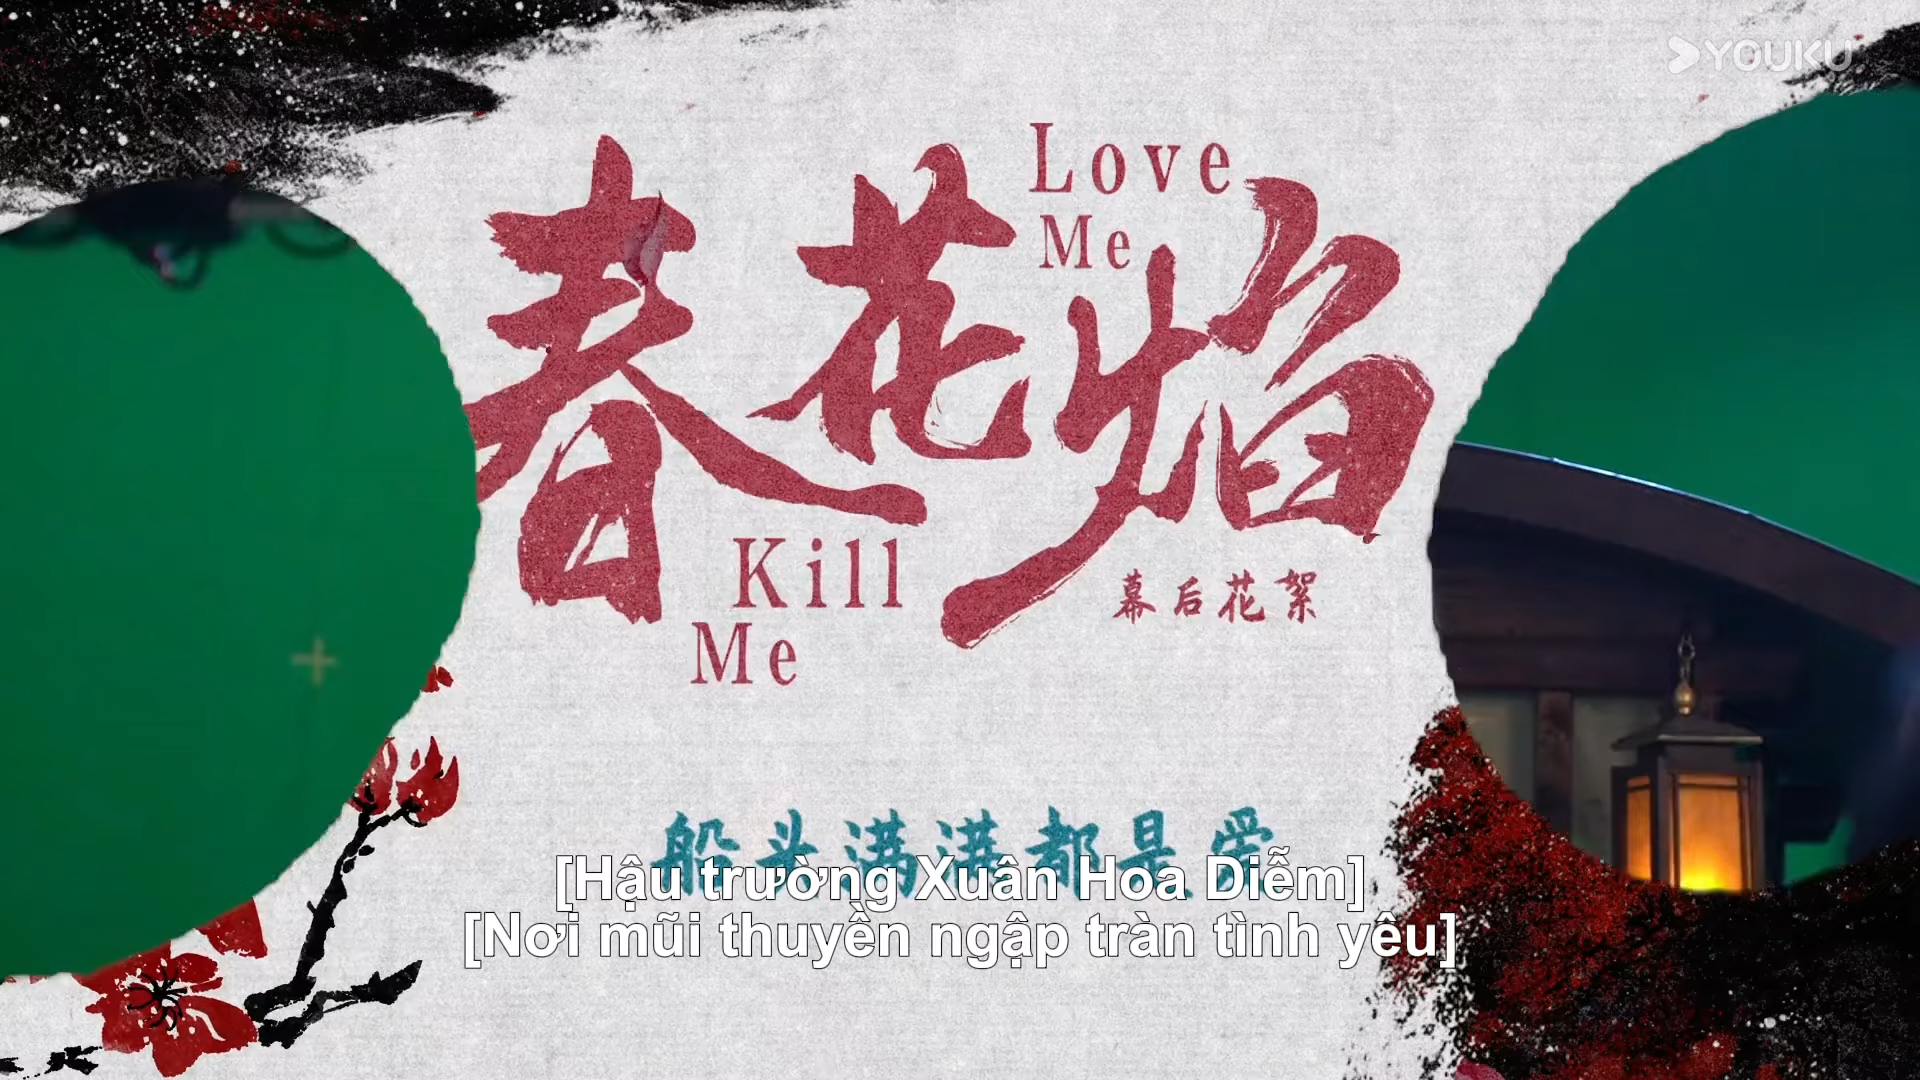 YOUKU
Love
Me
春花焰
Kill
Me
幕后花絮
船头满满都是爱
[Hậu trường Xuân Hoa Diễm]
[Nơi mũi thuyền ngập tràn tình yêu]